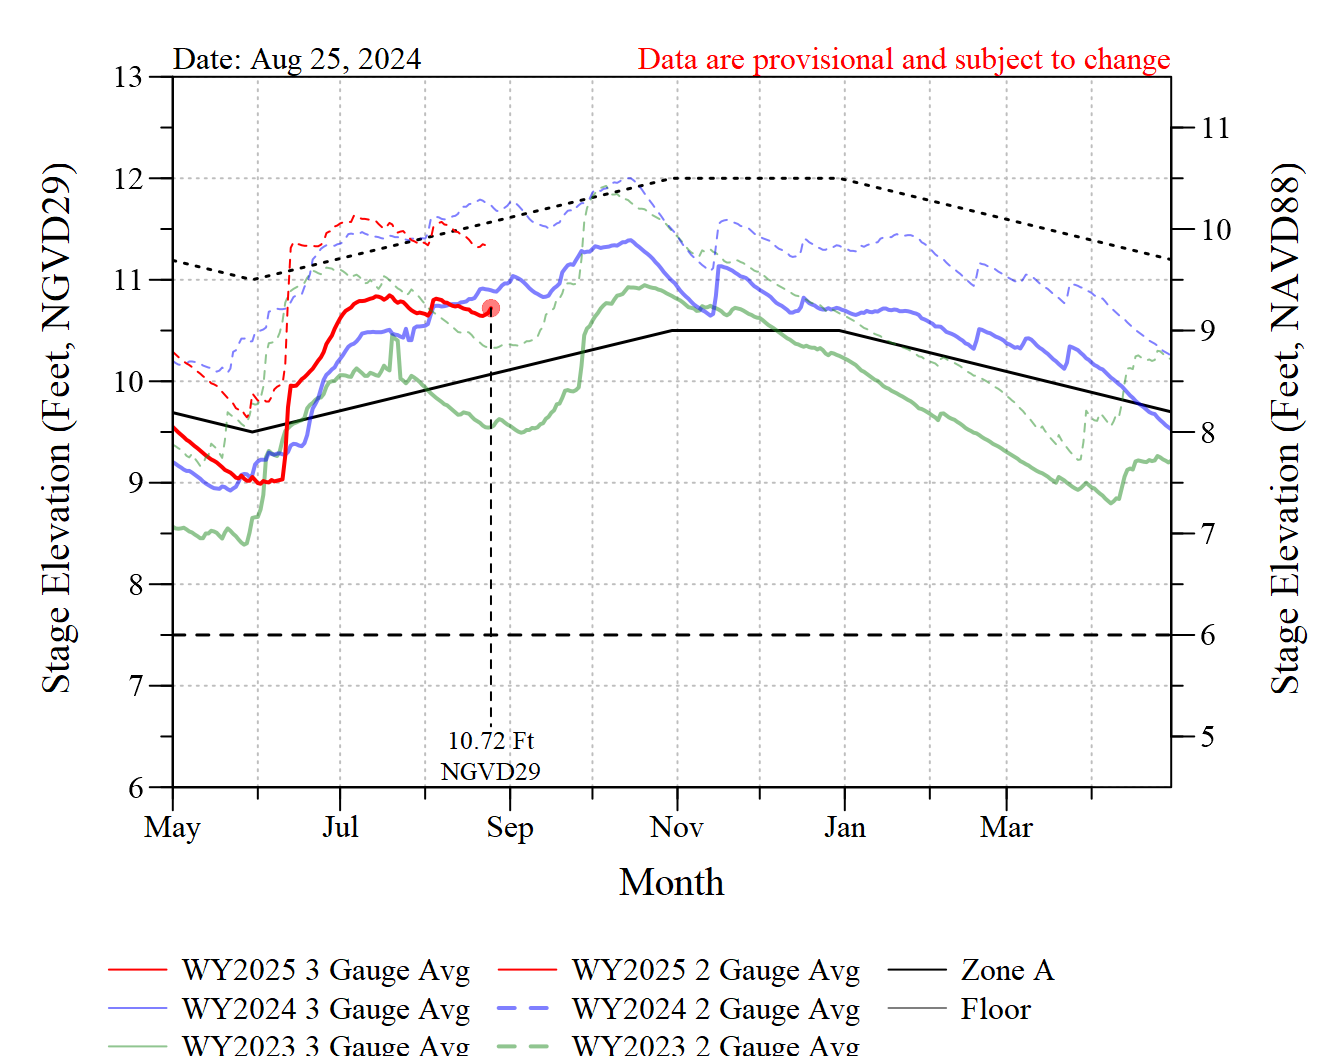 Date: Aug 25, 2024
Data are provisional and subject to change
13
12
11
10
9
8
7
6
Stage Elevation (Feet, NGVD29)
11
10
9
8
7
6
5
Stage Elevation (Feet, NAVD88)
10.72 Ft
NGVD29
May Jul Sep Nov Jan Mar
Month
WY2025 3 Gauge Avg WY2025 2 Gauge Avg Zone A
WY2024 3 Gauge Avg WY2024 2 Gauge Avg Floor
WY2023 3 Gauge Avg WY2023 2 Gauge Avg